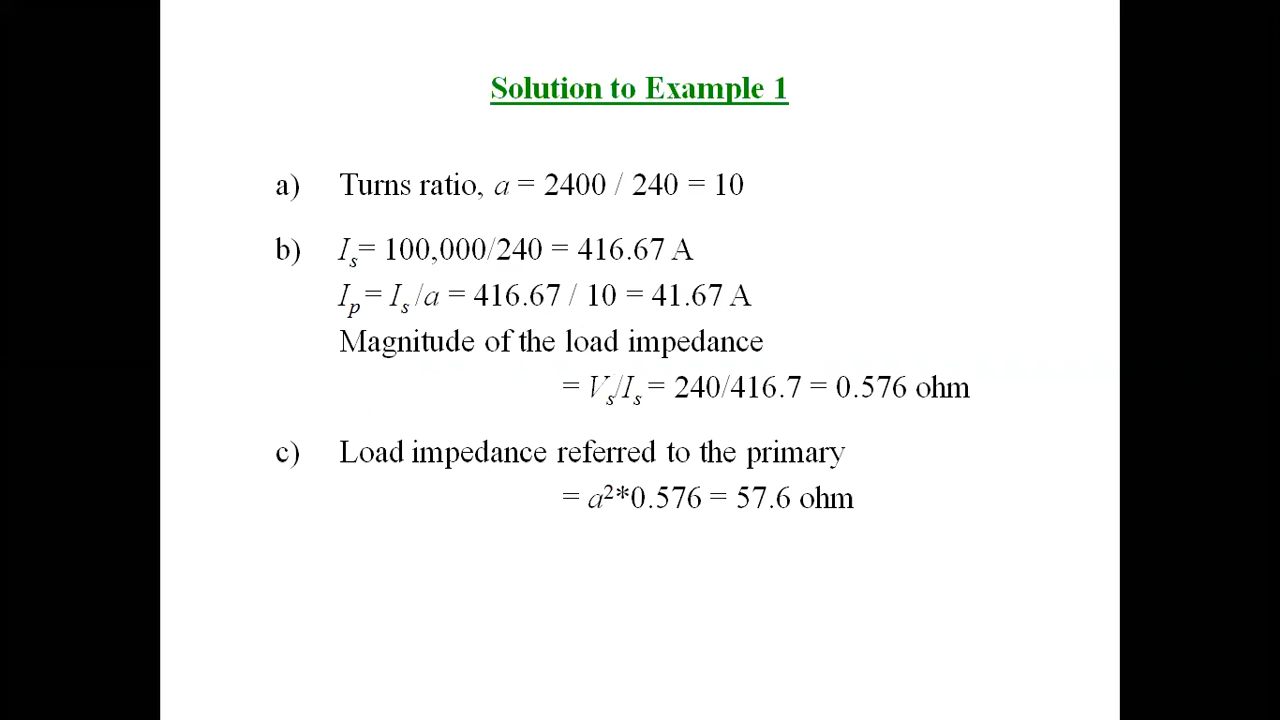 Solution to Example 1
a) Turns ratio, a = 2400 / 240 = 10
b) Is= 100,000/240 = 416.67 A
Ip = Is /a = 416.67 / 10 = 41.67 A
Magnitude of the load impedance
= Vs/Is = 240/416.7 = 0.576 ohm
c) Load impedance referred to the primary
= a²*0.576 = 57.6 ohm